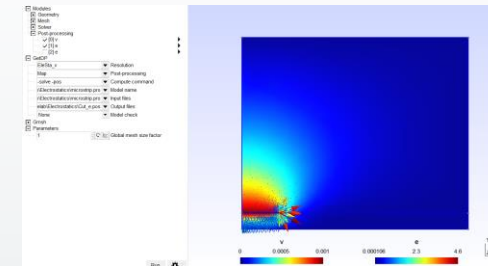 Modules
Geometry
Mesh
Solver
Post-processing
[0] v
[1] e
[2] e
GetDP
EleSta_v
Resolution
Map
Post-processing
-solve -pos
Compute command
Model name
Input files
Output files
None
Model check
Graph
Parameters
1
Global mesh size factor
Run
v
e
0
0.0005
0.001
0.000106
2.3
4.6
Y